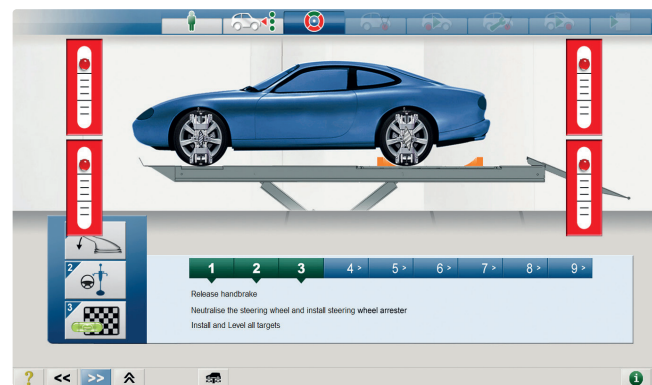 2
3
1 2 3 4 > 5 > 6 > 7 > 8 > 9 >
Release handbrake
Neutralise the steering wheel and install steering wheel arrester
Install and Level all targets
? << >> i